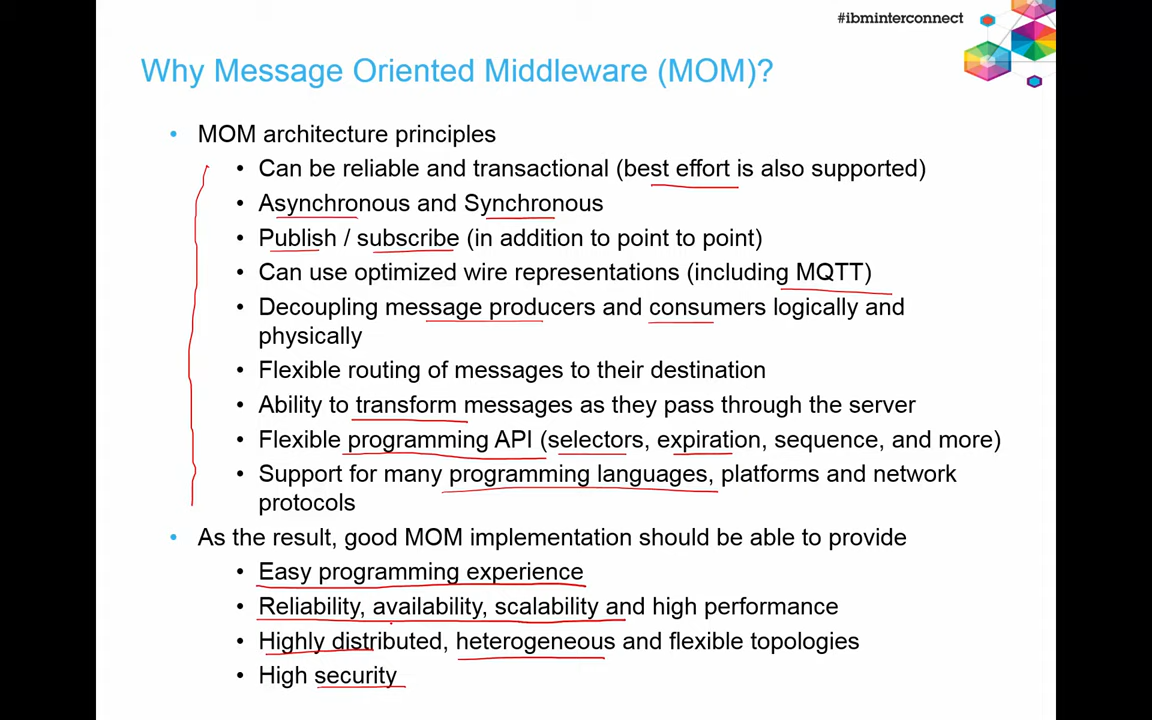 #ibminterconnect
Why Message Oriented Middleware (MOM)?
• MOM architecture principles
• Can be reliable and transactional (best effort is also supported)
• Asynchronous and Synchronous
• Publish / subscribe (in addition to point to point)
• Can use optimized wire representations (including MQTT)
• Decoupling message producers and consumers logically and
physically
• Flexible routing of messages to their destination
• Ability to transform messages as they pass through the server
• Flexible programming API (selectors, expiration, sequence, and more)
• Support for many programming languages, platforms and network
protocols
• As the result, good MOM implementation should be able to provide
• Easy programming experience
• Reliability, availability, scalability and high performance
• Highly distributed, heterogeneous and flexible topologies
• High security